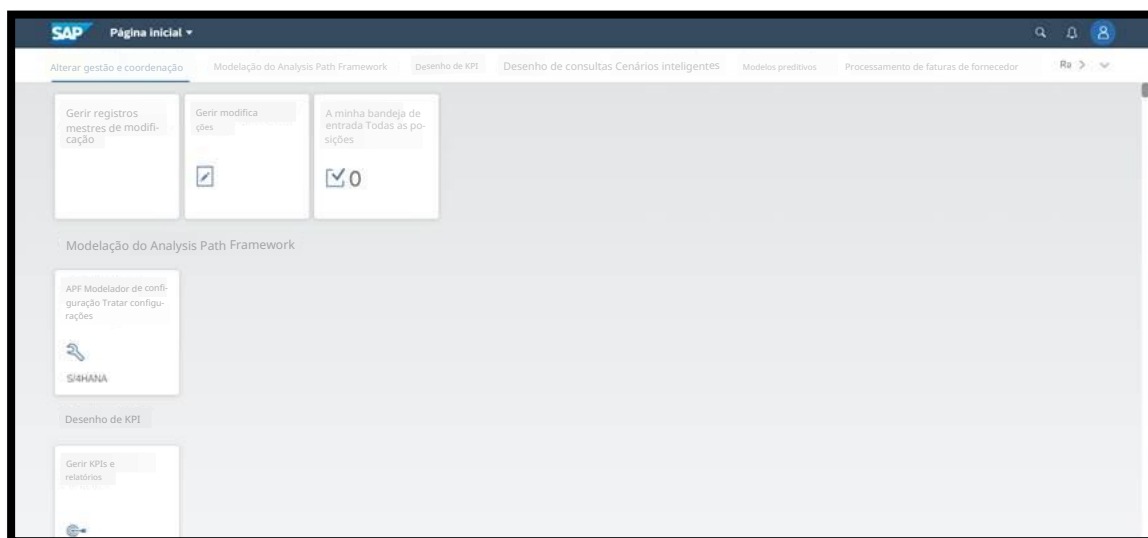 SAP Página inicial
Alterar gestão e coordenação Modelação do Analysis Path Framework Desenho de KPI Desenho de consultas Cenários inteligentes Modelos preditivos Processamento de faturas de fornecedor Ra
Gerir registros
mestres de modifi-
cação
Gerir modifica
ções
A minha bandeja de
entrada Todas as po-
sições
0
Modelação do Analysis Path Framework
APF Modelador de confi-
guração Tratar configu-
rações
S/4HANA
Desenho de KPI
Gerir KPIs e
relatórios